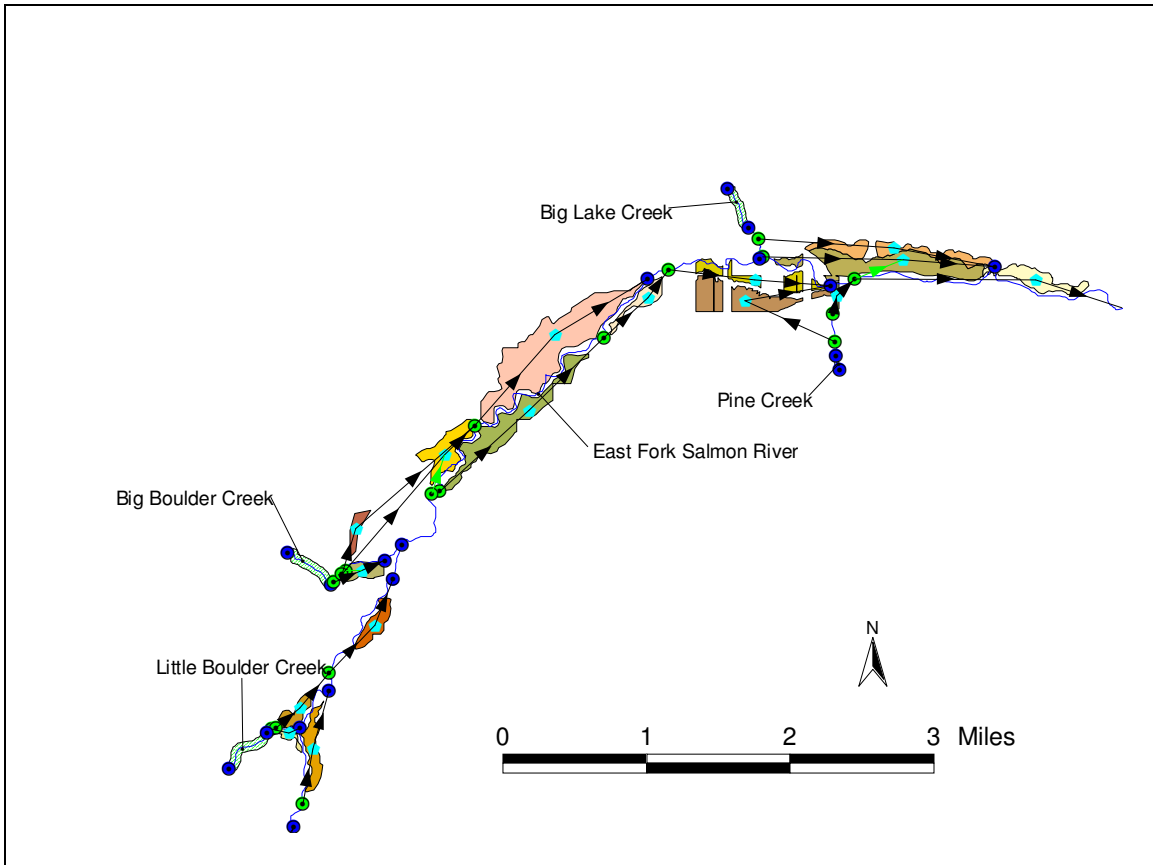 Big Lake Creek
Pine Creek
East Fork Salmon River
Big Boulder Creek
N
Little Boulder Creek
0 1 2 3 Miles